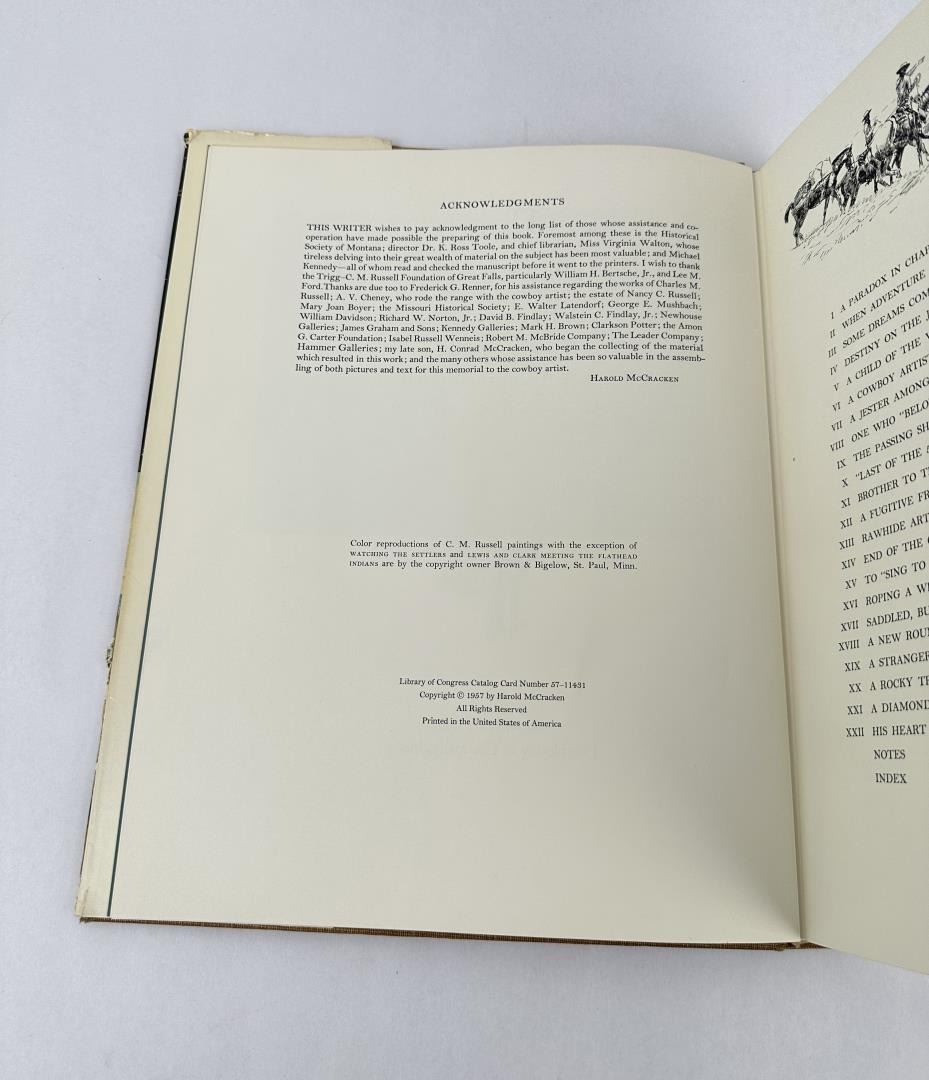 ACKNOWLEDGMENTS
THIS WRITER wishes to pay acknowledgment to the long list of those whose assistance and co-
operation have made possible the preparing of this book. Foremost among these is the Historical
Society of Montana; director Dr. K. Ross Toole, and chief librarian, Miss Virginia Walton, whose
tireless delving into their great wealth of material on the subject has been most valuable; and Michael
Kennedy—all of whom read and checked the manuscript before it went to the printers. I wish to thank
the Trigg–C. M. Russell Foundation of Great Falls, particularly William H. Bertsche, Jr., and Lee M.
Ford. Thanks are due too to Frederick G. Renner, for his assistance regarding the works of Charles M.
Russell; A. V. Cheney, who rode the range with the cowboy artist; the estate of Nancy C. Russell;
Mary Joan Boyer; the Missouri Historical Society; E. Walter Latendorf; George E. Mushbach;
William Davidson; Richard W. Norton, Jr.; David B. Findlay; Walstein C. Findlay, Jr.; Newhouse
Galleries; James Graham and Sons; Kennedy Galleries; Mark H. Brown; Clarkson Potter; the Amon
G. Carter Foundation; Isabel Russell Wenneis; Robert M. McBride Company; The Leader Company;
Hammer Galleries; my late son, H. Conrad McCracken, who began the collecting of the material
which resulted in this work; and the many others whose assistance has been so valuable in the assemb-
ling of both pictures and text for this memorial to the cowboy artist.
HAROLD MCCRACKEN
Color reproductions of C. M. Russell paintings with the exception of
WATCHING THE SETTLERS and LEWIS AND CLARK MEETING THE FLATHEAD
INDIANS are by the copyright owner Brown & Bigelow, St. Paul, Minn.
Library of Congress Catalog Card Number 57–11431
Copyright © 1957 by Harold McCracken
All Rights Reserved
Printed in the United States of America
I A PARADOX IN CHAP
II WHEN ADVENTURE
III SOME DREAMS COM
IV DESTINY ON THE J
V A CHILD OF THE
VI A COWBOY ARTIS
VII A JESTER AMONG
VIII ONE WHO "BELO
IX THE PASSING SH
X "LAST OF THE
XI BROTHER TO T
XII A FUGITIVE FR
XIII RAWHIDE ART
XIV END OF THE
XV TO "SING TO
XVI ROPING A WI
XVII SADDLED, BU
XVIII A NEW ROU
XIX A STRANGER
XX A ROCKY TR
XXI A DIAMOND
XXII HIS HEART
NOTES
INDEX